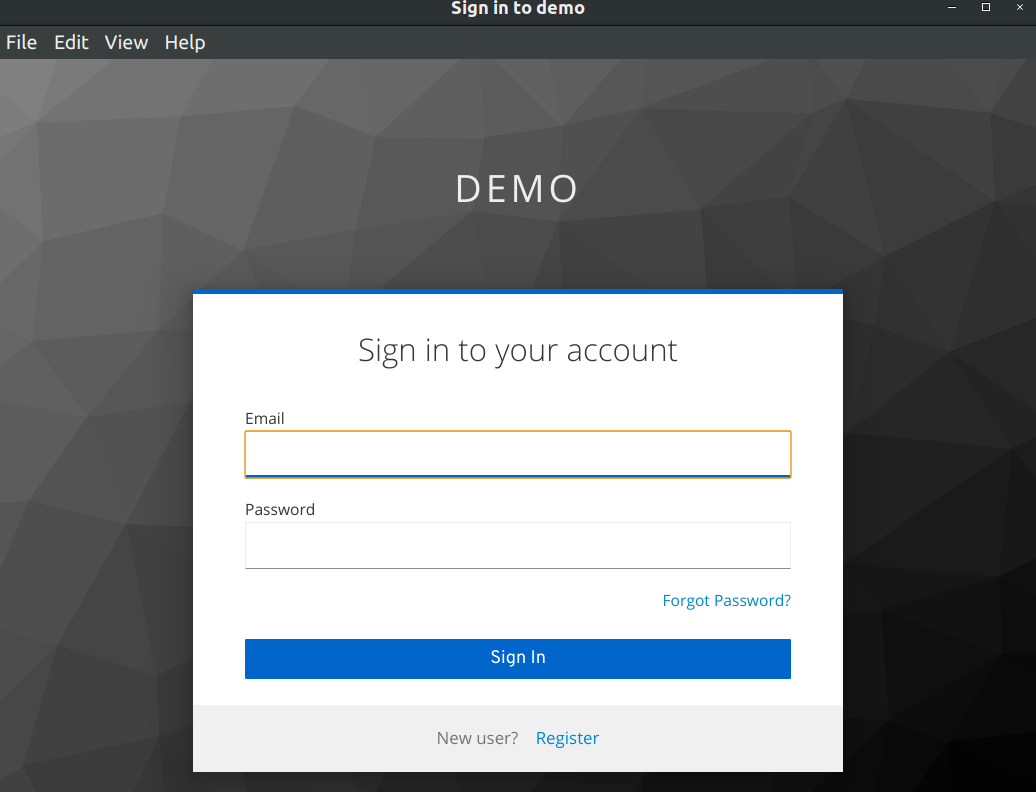 Sign in to demo
File Edit View Help
DEMO
Sign in to your account
Email
Password
Forgot Password?
Sign In
New user? Register